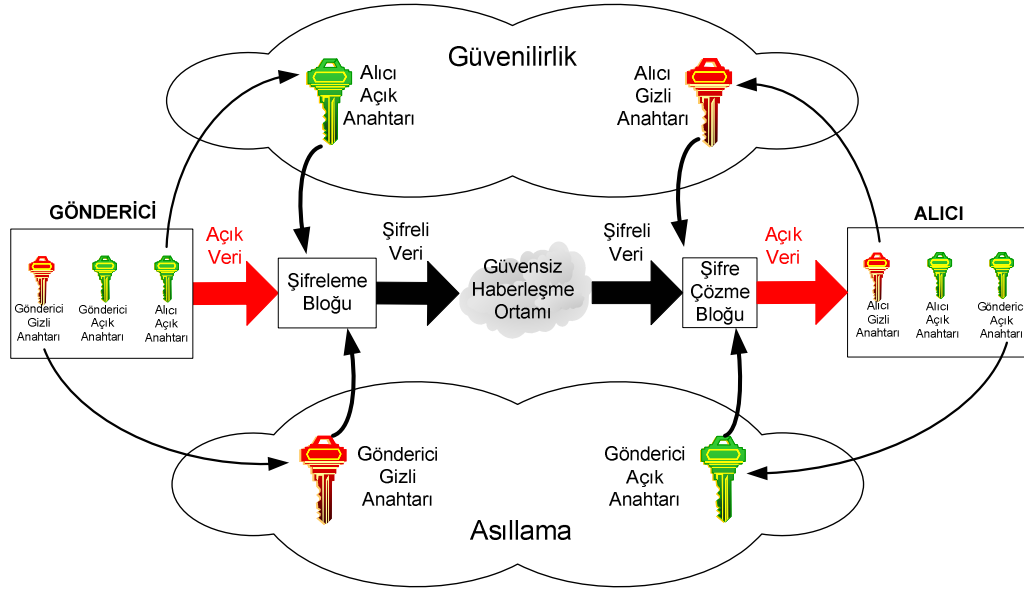 Güvenilirlik
Alıcı
Açık
Anahtarı
Alıcı
Gizli
Anahtarı
GÖNDERİCİ
Gönderici
Gizli
Anahtarı
Gönderici
Açık
Anahtarı
Alıcı
Açık
Anahtarı
Açık
Veri
Şifreleme
Bloğu
Şifreli
Veri
Güvensiz
Haberleşme
Ortamı
Şifreli
Veri
Şifre
Çözme
Bloğu
Açık
Veri
ALICI
Alıcı
Gizli
Anahtarı
Alıcı
Açık
Anahtarı
Gönderici
Açık
Anahtarı
Gönderici
Gizli
Anahtarı
Gönderici
Açık
Anahtarı
Asıllama